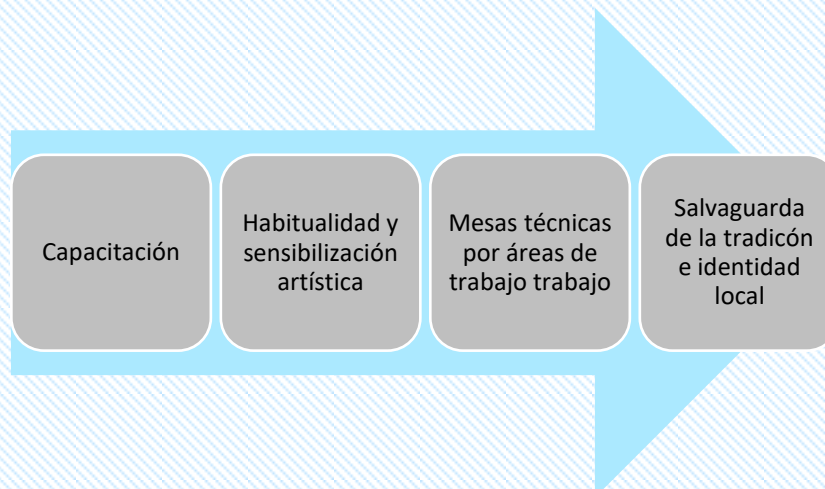 Capacitación
Habitualidad y
sensibilización
artística
Mesas técnicas
por áreas de
trabajo trabajo
Salvaguarda
de la tradicón
e identidad
local